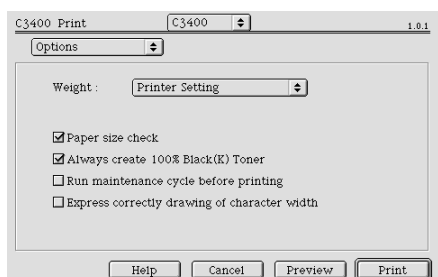 C3400 Print C3400 1.0.1
Options
Weight : Printer Setting
Paper size check
Always create 100% Black(K) Toner
Run maintenance cycle before printing
Express correctly drawing of character width
Help Cancel Preview Print